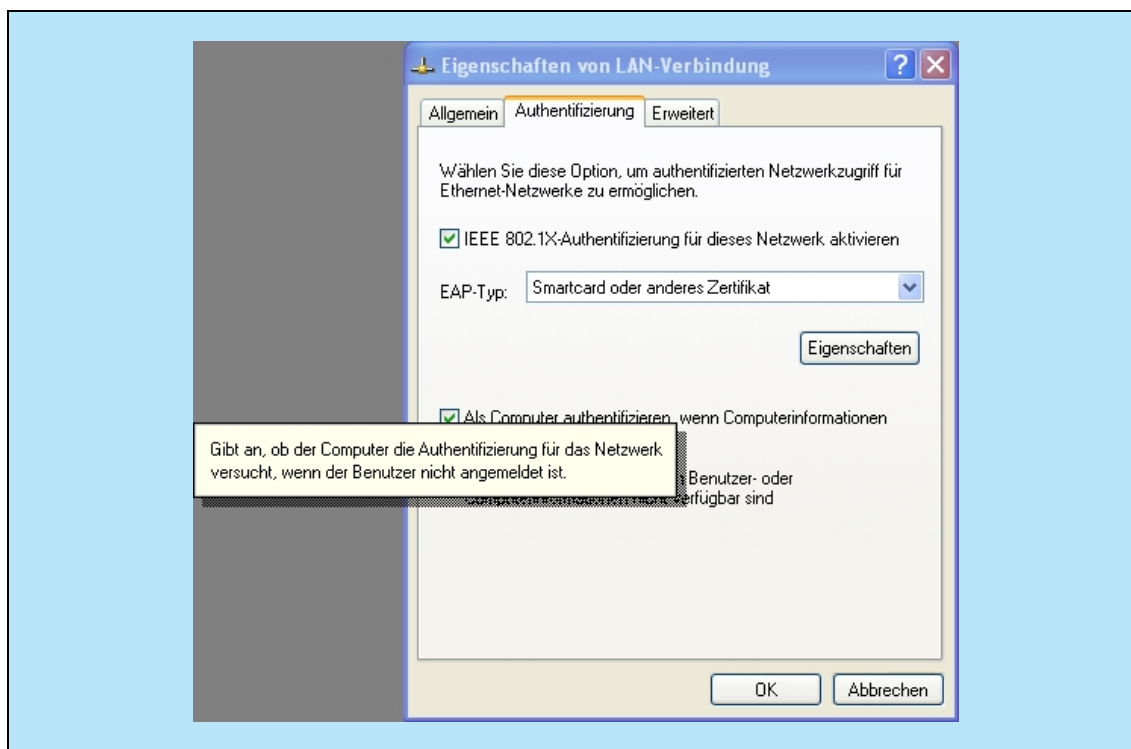 Eigenschaften von LAN-Verbindung
Allgemein
Authentifizierung
Erweitert
Wählen Sie diese Option, um authentifizierten Netzwerkzugriff für
Ethernet-Netzwerke zu ermöglichen.
IEEE 802.1X-Authentifizierung für dieses Netzwerk aktivieren
EAP-Typ:
Smartcard oder anderes Zertifikat
Eigenschaften
Als Computer authentifizieren, wenn Computerinformationen
Gibt an, ob der Computer die Authentifizierung für das Netzwerk
versucht, wenn der Benutzer nicht angemeldet ist.
Benutzer- oder
Computerinformationen nicht verfügbar sind
OK
Abbrechen